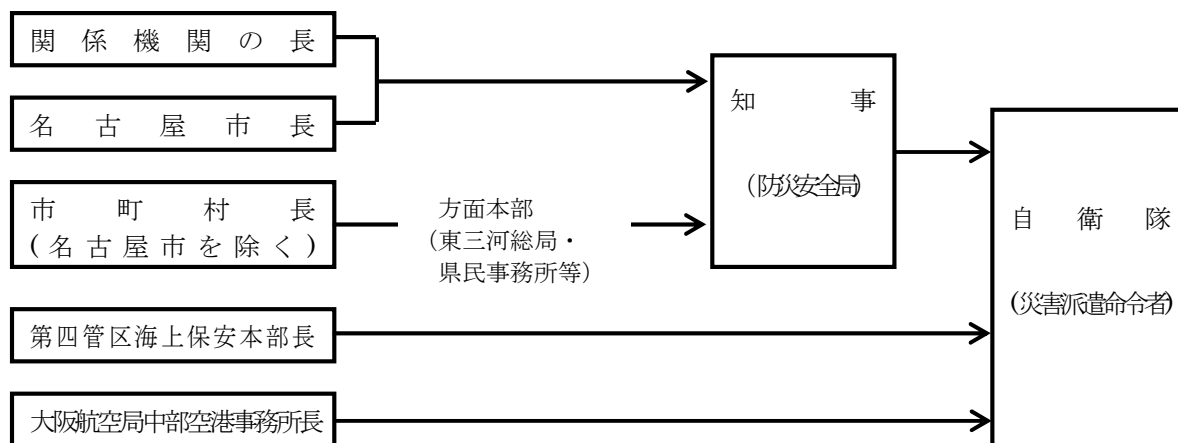 関係機関の長
名古屋市長
市町村長
(名古屋市を除く)
方面本部
(東三河総局・
県民事務所等)
知事
(防災安全局)
自衛隊
(災害派遣命令者)
第四管区海上保安本部長
大阪航空局中部空港事務所長